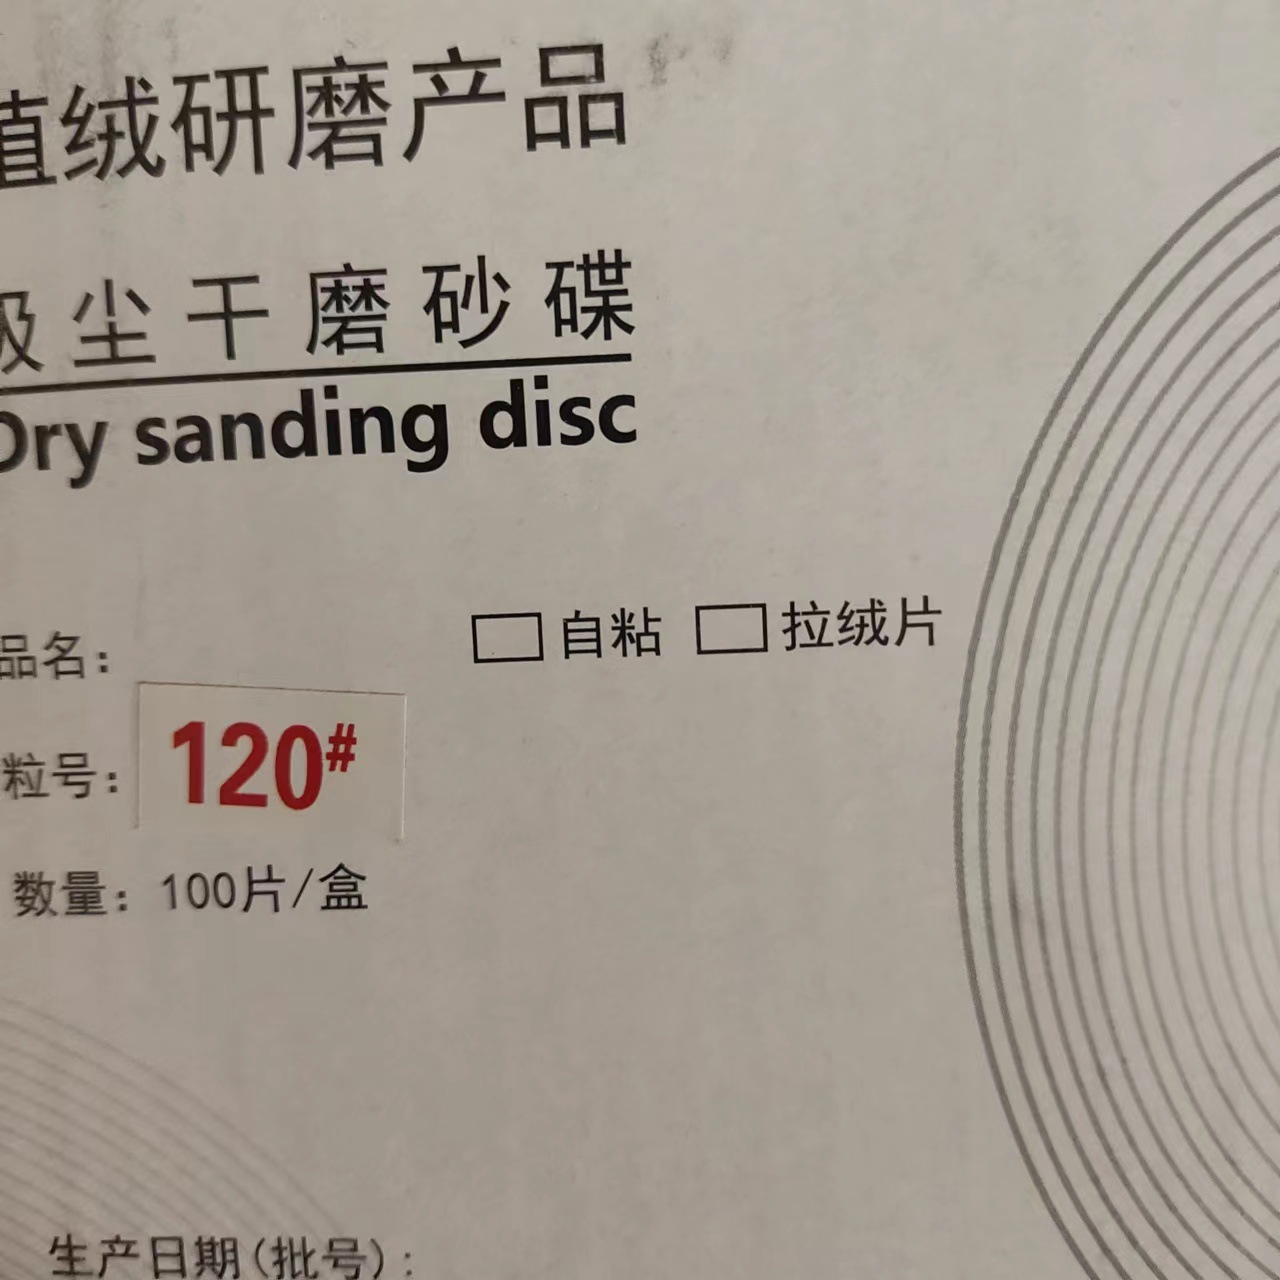 植绒研磨产品
吸尘干磨砂碟
Dry sanding disc
自粘 拉绒片
品名:
粒号: 120#
数量: 100片/盒
生产日期(批号):